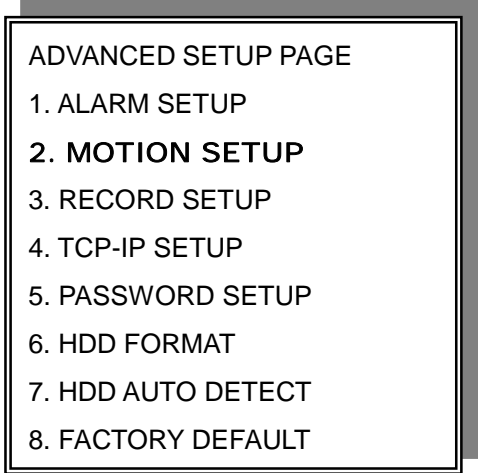 ADVANCED SETUP PAGE
1. ALARM SETUP
2. MOTION SETUP
3. RECORD SETUP
4. TCP-IP SETUP
5. PASSWORD SETUP
6. HDD FORMAT
7. HDD AUTO DETECT
8. FACTORY DEFAULT